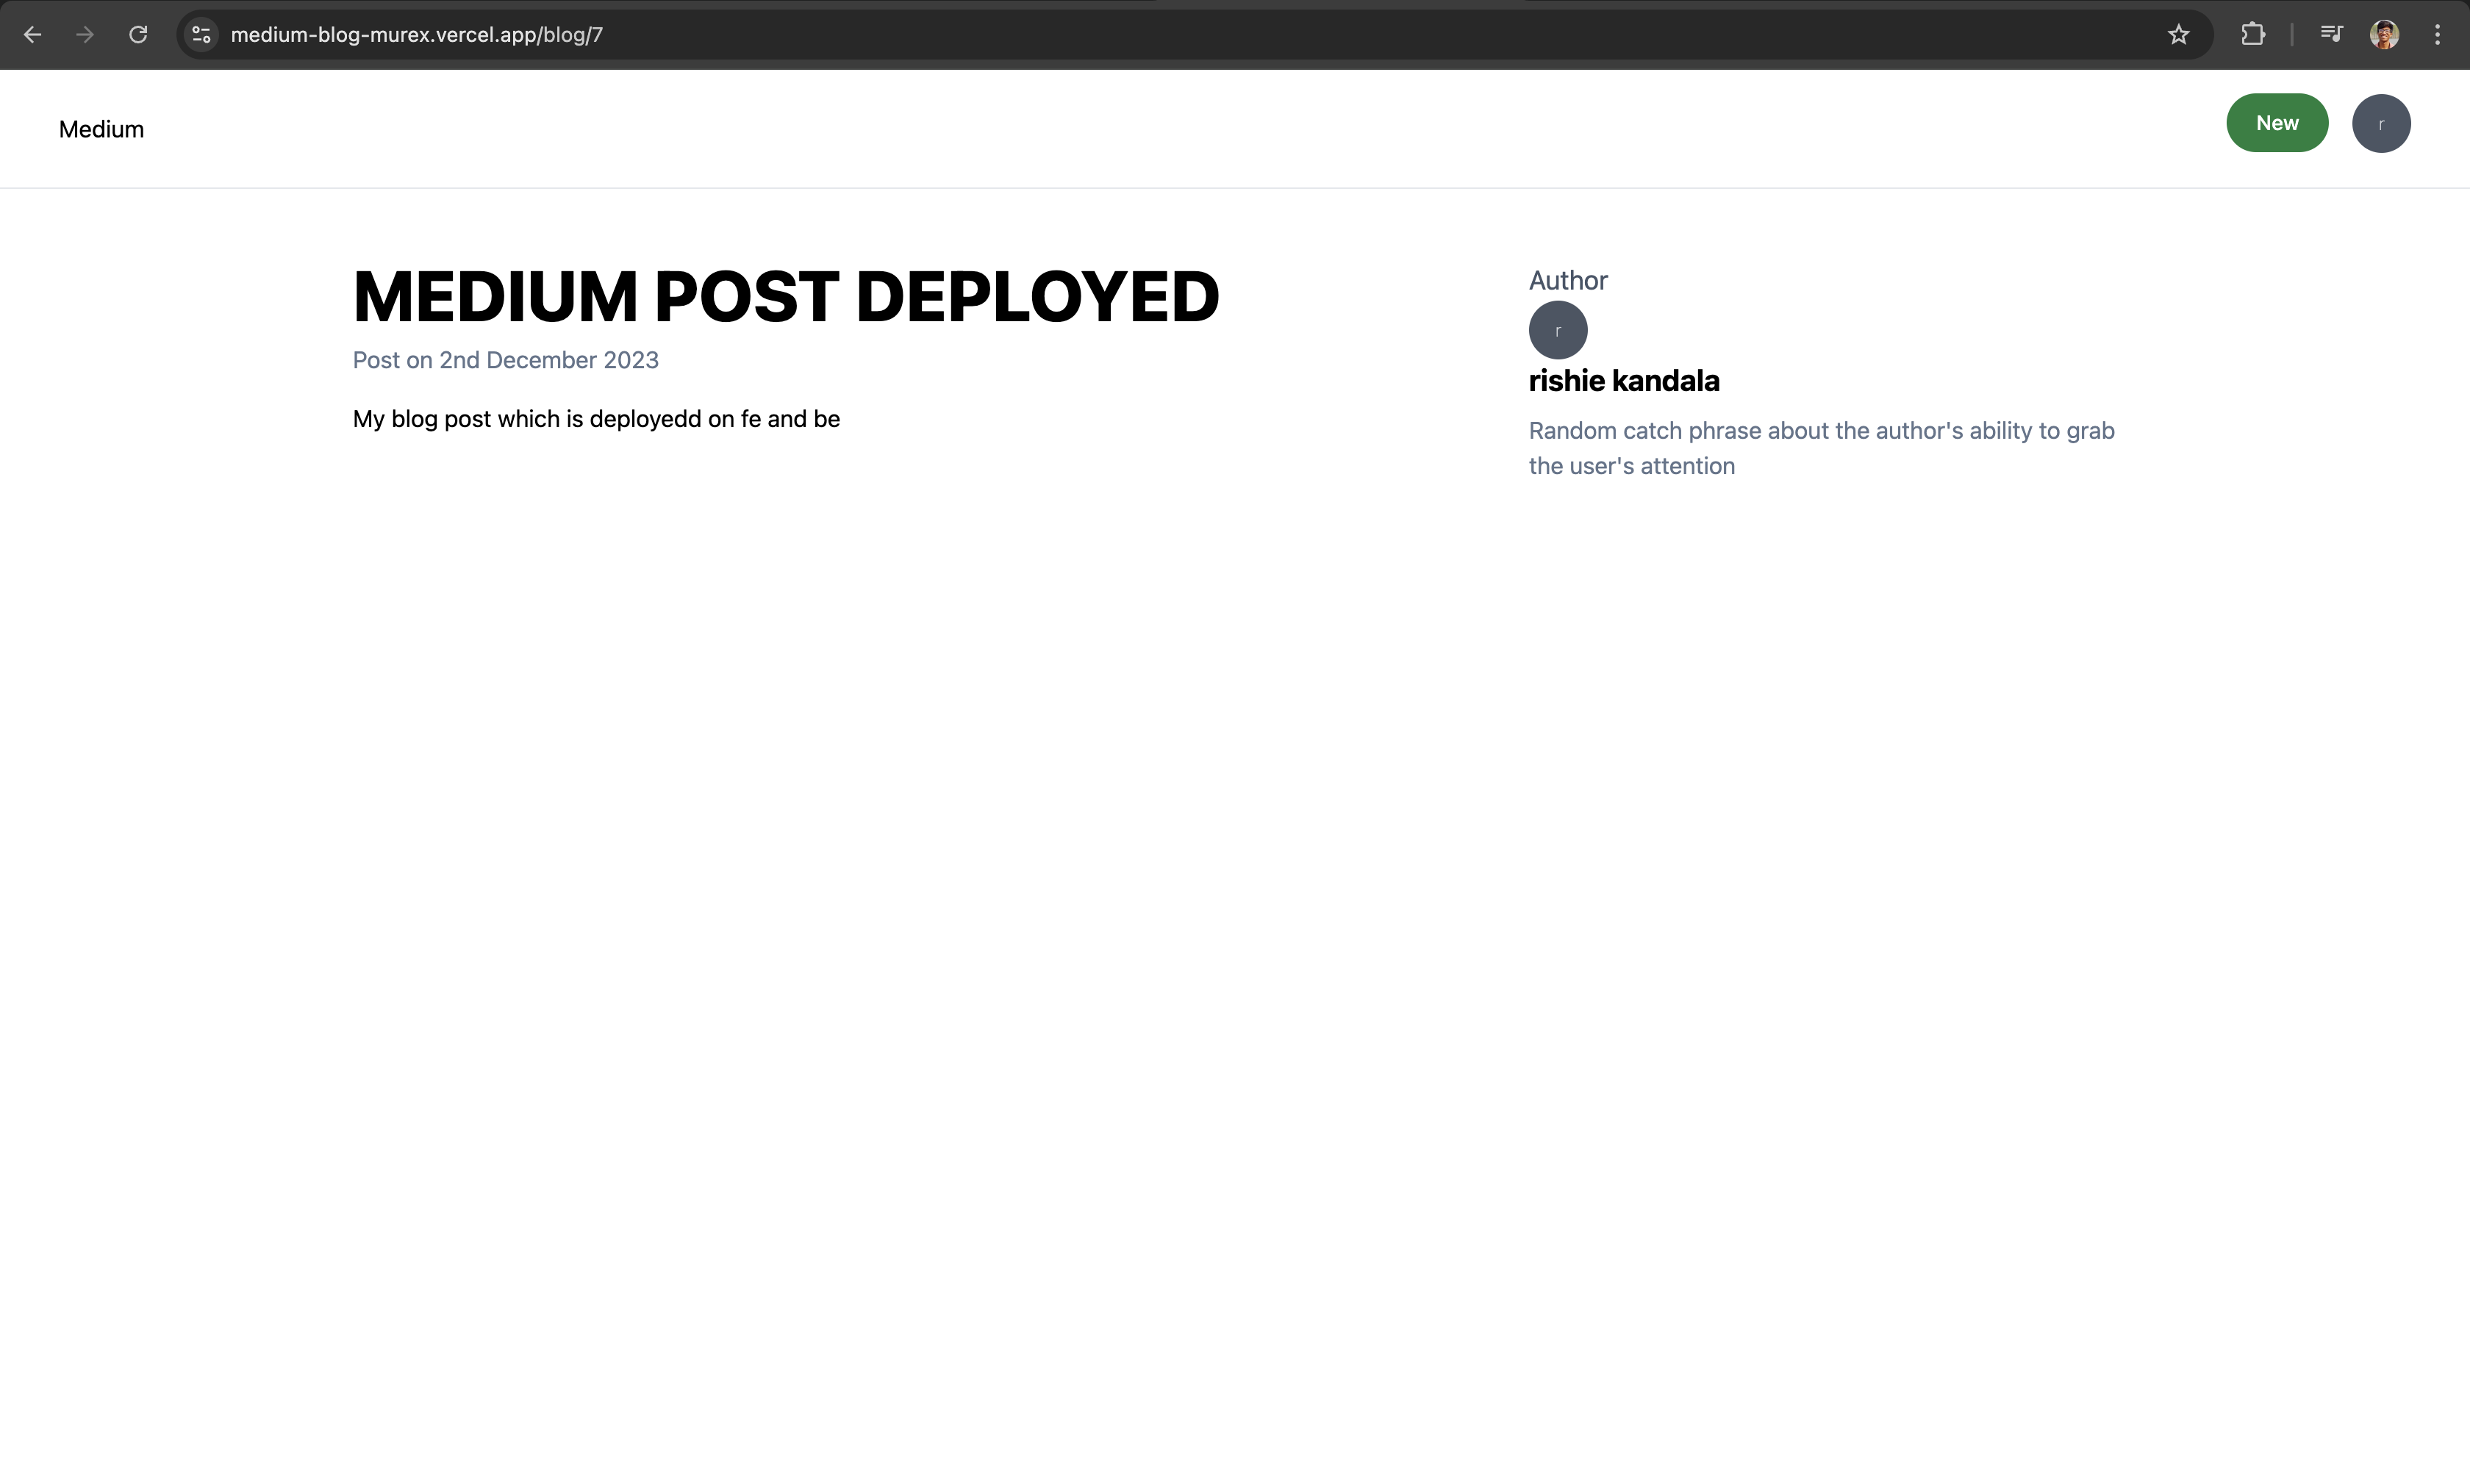 medium-blog-murex.vercel.app/blog/7
Medium
New
r
MEDIUM POST DEPLOYED
Post on 2nd December 2023
My blog post which is deployedd on fe and be
Author
r
rishie kandala
Random catch phrase about the author's ability to grab
the user's attention